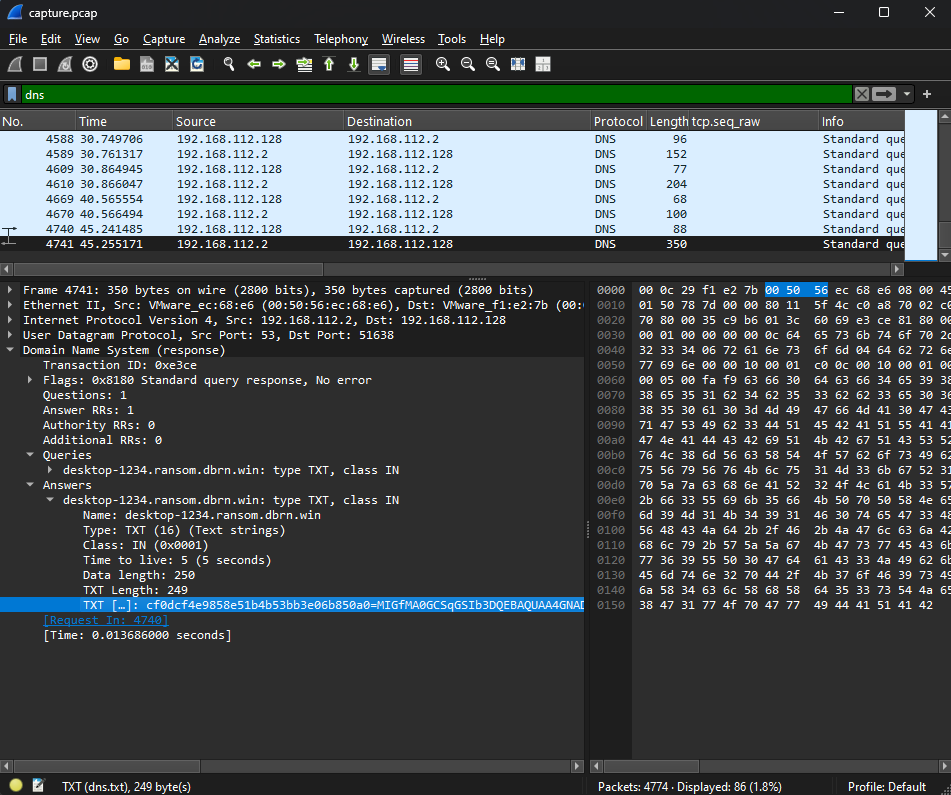 capture.pcap
File Edit View Go Capture Analyze Statistics Telephony Wireless Tools Help
dns
No. Time Source Destination Protocol Length tcp.seq_raw Info
4588 30.749706 192.168.112.128 192.168.112.2 DNS 96 Standard que
4589 30.761317 192.168.112.2 192.168.112.128 DNS 152 Standard que
4609 30.864945 192.168.112.128 192.168.112.2 DNS 77 Standard que
4610 30.866047 192.168.112.2 192.168.112.128 DNS 204 Standard que
4669 40.565554 192.168.112.128 192.168.112.2 DNS 68 Standard que
4670 40.566494 192.168.112.2 192.168.112.128 DNS 100 Standard que
4740 45.241485 192.168.112.128 192.168.112.2 DNS 88 Standard que
4741 45.255171 192.168.112.2 192.168.112.128 DNS 350 Standard que
Frame 4741: 350 bytes on wire (2800 bits), 350 bytes captured (2800 bits)
Ethernet II, Src: VMware_ec:68:e6 (00:50:56:ec:68:e6), Dst: VMware_f1:e2:7b (00:
Internet Protocol Version 4, Src: 192.168.112.2, Dst: 192.168.112.128
User Datagram Protocol, Src Port: 53, Dst Port: 51638
Domain Name System (response)
Transaction ID: 0xe3ce
Flags: 0x8180 Standard query response, No error
Questions: 1
Answer RRs: 1
Authority RRs: 0
Additional RRs: 0
Queries
desktop-1234.ransom.dbrn.win: type TXT, class IN
Answers
desktop-1234.ransom.dbrn.win: type TXT, class IN
Name: desktop-1234.ransom.dbrn.win
Type: TXT (16) (Text strings)
Class: IN (0x0001)
Time to live: 5 (5 seconds)
Data length: 250
TXT Length: 249
TXT […]: cf0dcf4e9858e51b4b53bb3e06b850a0=MIGfMA0GCSqGSIb3DQEBAQUAA4GNAD
[Request In: 4740]
[Time: 0.013686000 seconds]
0000 00 0c 29 f1 e2 7b 00 50 56 ec 68 e6 08 00 45
0010 01 50 78 7d 00 00 80 11 5f 4c c0 a8 70 02 c0
0020 70 80 00 35 c9 b6 01 3c 60 69 e3 ce 81 80 00
0030 00 01 00 00 00 00 0c 64 65 73 6b 74 6f 70 2d
0040 32 33 34 06 72 61 6e 73 6f 6d 04 64 62 72 6e
0050 77 69 6e 00 00 10 00 01 c0 0c 00 10 00 01 00
0060 00 05 00 fa f9 63 66 30 64 63 66 34 65 39 38
0070 38 65 35 31 62 34 62 35 33 62 62 33 65 30 36
0080 38 35 30 61 30 3d 4d 49 47 66 4d 41 30 47 43
0090 71 47 53 49 62 33 44 51 45 42 41 51 55 41 41
00a0 47 4e 41 44 43 42 69 51 4b 42 67 51 43 53 52
00b0 76 4c 38 6d 56 63 58 54 4f 57 62 6f 73 49 62
00c0 75 56 79 56 76 4b 6c 75 31 4d 33 6b 67 52 31
00d0 5a 7a 63 68 6e 41 52 32 4f 4c 61 4b 33 57
00e0 2b 66 33 55 69 6b 35 66 4b 50 70 50 58 4e 65
00f0 6d 39 4d 31 4b 34 39 31 46 30 74 65 47 33 48
0100 56 48 43 4a 64 2b 2f 46 2b 4a 47 6c 63 6a 42
0110 68 6c 79 2b 57 5a 5a 67 4b 47 73 77 45 43 6b
0120 77 36 39 55 50 30 47 64 61 43 33 4a 49 62 6b
0130 45 6d 74 6e 32 70 44 2f 4b 37 6f 46 39 73 49
0140 6a 58 34 63 6c 58 68 58 64 35 33 73 54 4a 65
0150 38 47 31 77 4f 70 47 77 49 44 41 51 41 42
TXT (dns.txt), 249 byte(s)
Packets: 4774 · Displayed: 86 (1.8%)
Profile: Default